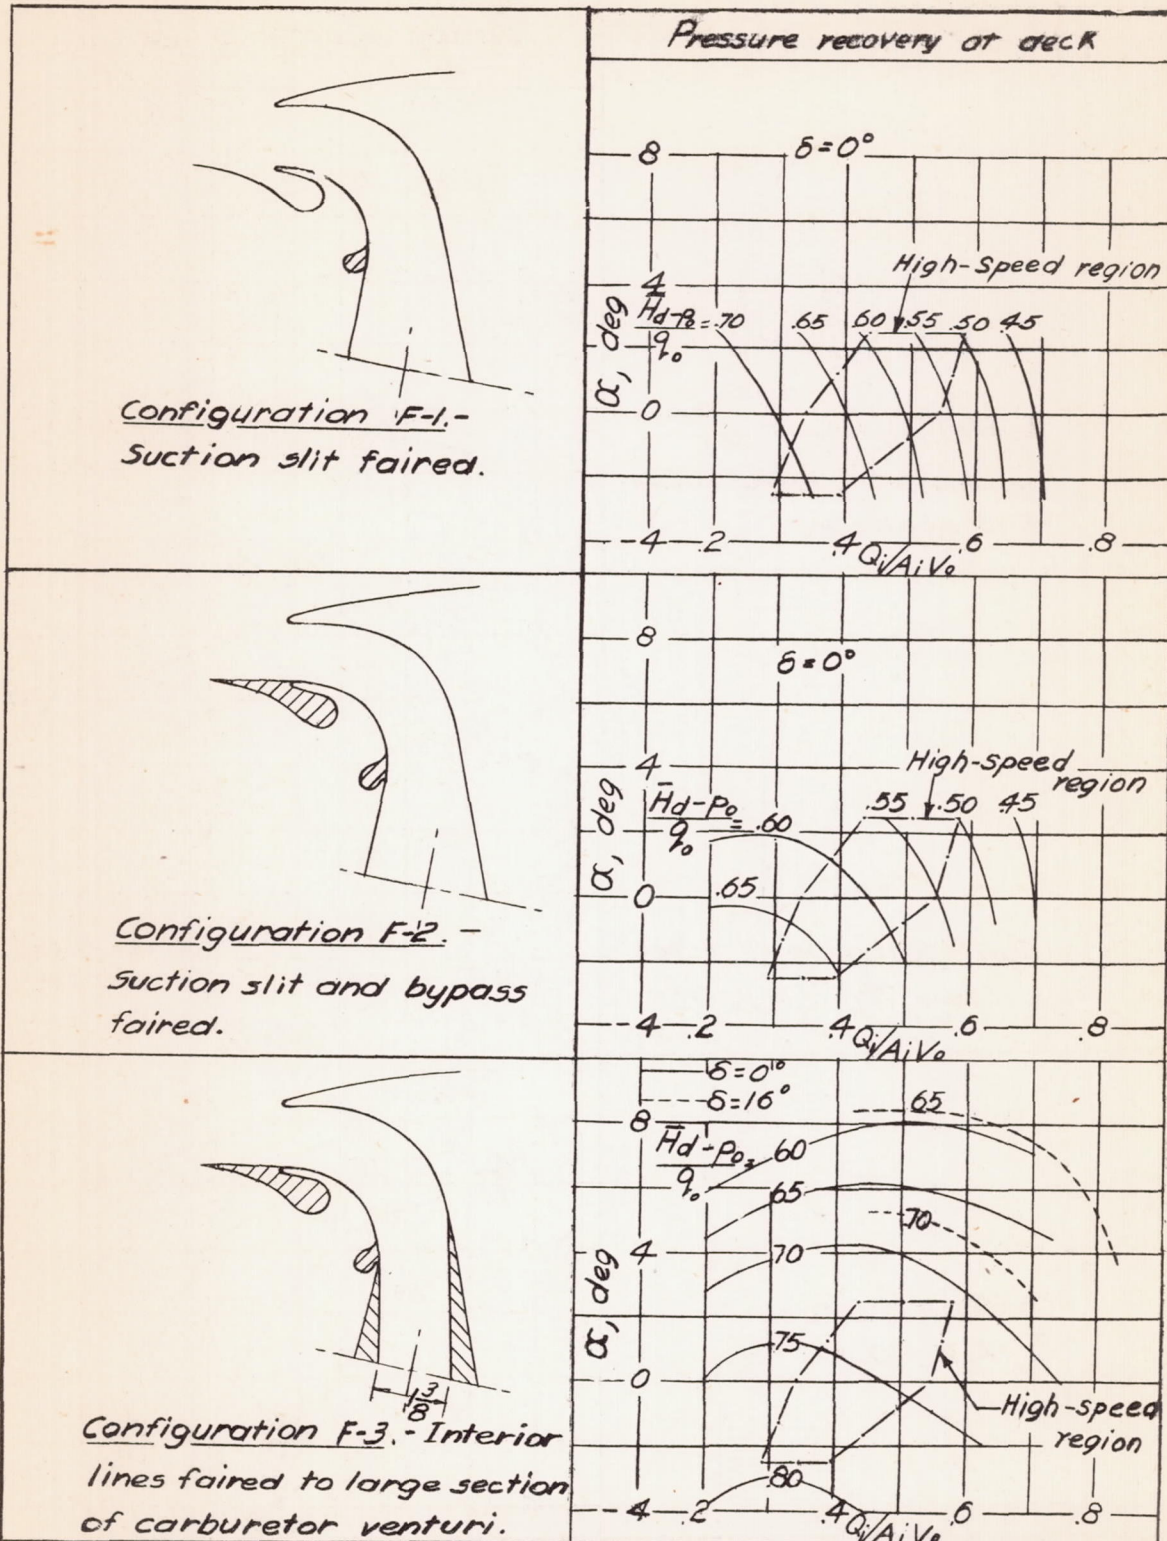 Pressure recovery at deck
δ = 0°
8
High-Speed region
4
H̄d-p₀/q₀ = .70 .65 .60 .55 .50 .45
α, deg
0
-4 .2 .4 .6 .8
Qi/AiV₀
Configuration F-1.-
Suction slit faired.
8
δ = 0°
4
High-speed
region
H̄d-p₀/q₀ = .60 .55 .50 .45
α, deg
.65
0
-4 .2 .4 .6 .8
Qi/AiV₀
Configuration F-2.-
Suction slit and bypass
faired.
δ = 0°
δ = 16°
8
65
H̄d-p₀/q₀ = 60
65
70
4
70
α, deg
75
0
High-speed
region
80
-4 .2 .4 .6 .8
Qi/AiV₀
1 3/8
Configuration F-3.- Interior
lines faired to large section
of carburetor venturi.